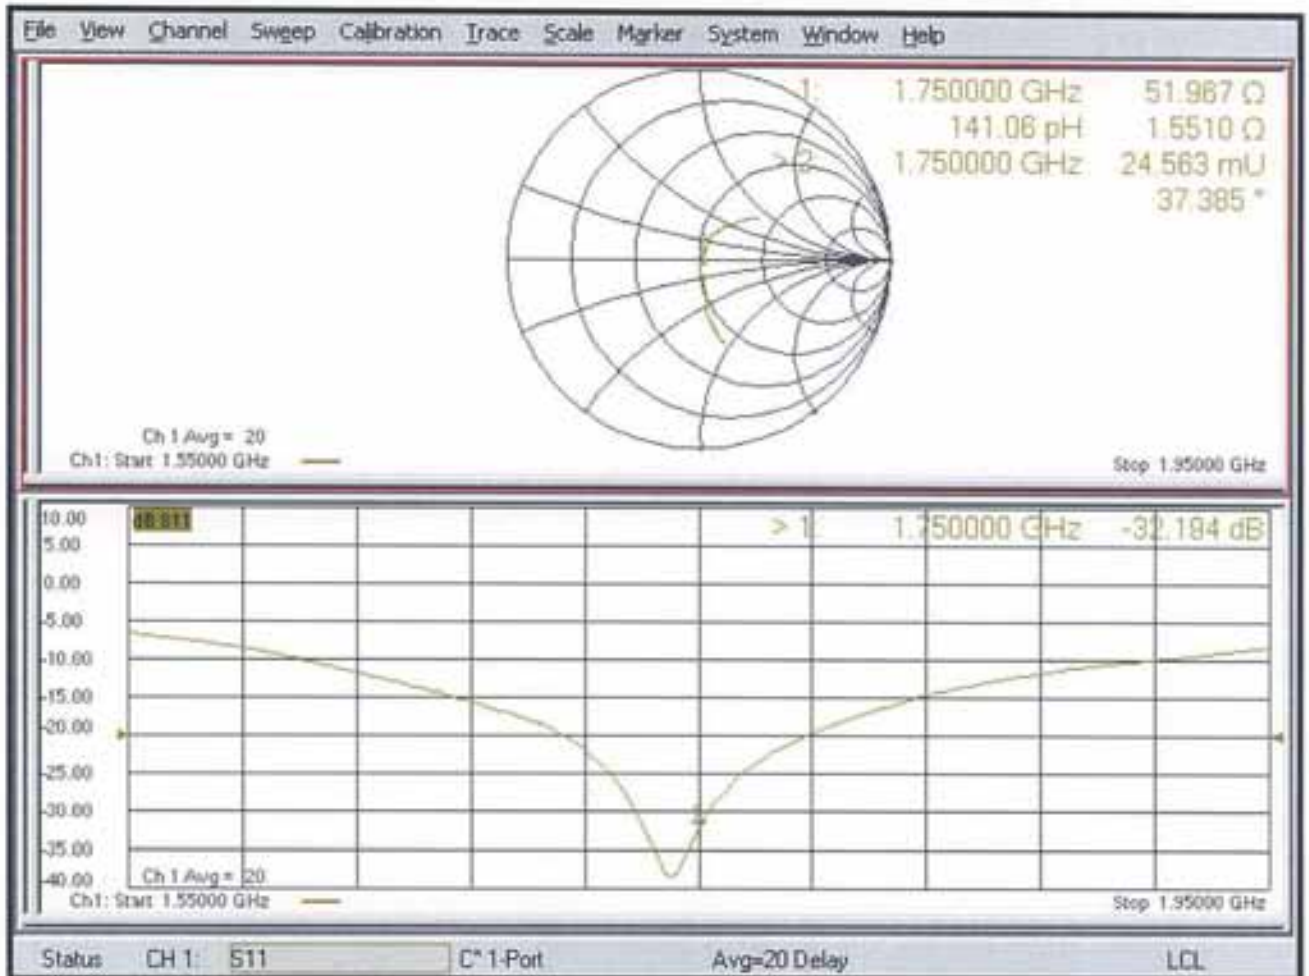 File View Channel Sweep Calibration Trace Scale Marker System Window Help
1: 1.750000 GHz 51.967 Ω
141.06 pH 1.5510 Ω
> 2: 1.750000 GHz 24.563 mU
37.385 °
Ch 1 Avg = 20
Ch1: Start 1.55000 GHz
Stop 1.95000 GHz
10.00
dB S11
> 1: 1.750000 GHz -32.194 dB
5.00
0.00
-5.00
-10.00
-15.00
-20.00
-25.00
-30.00
-35.00
-40.00
Ch 1 Avg = 20
Ch1: Start 1.55000 GHz
Stop 1.95000 GHz
Status CH 1: S11 C* 1-Port Avg=20 Delay LCL